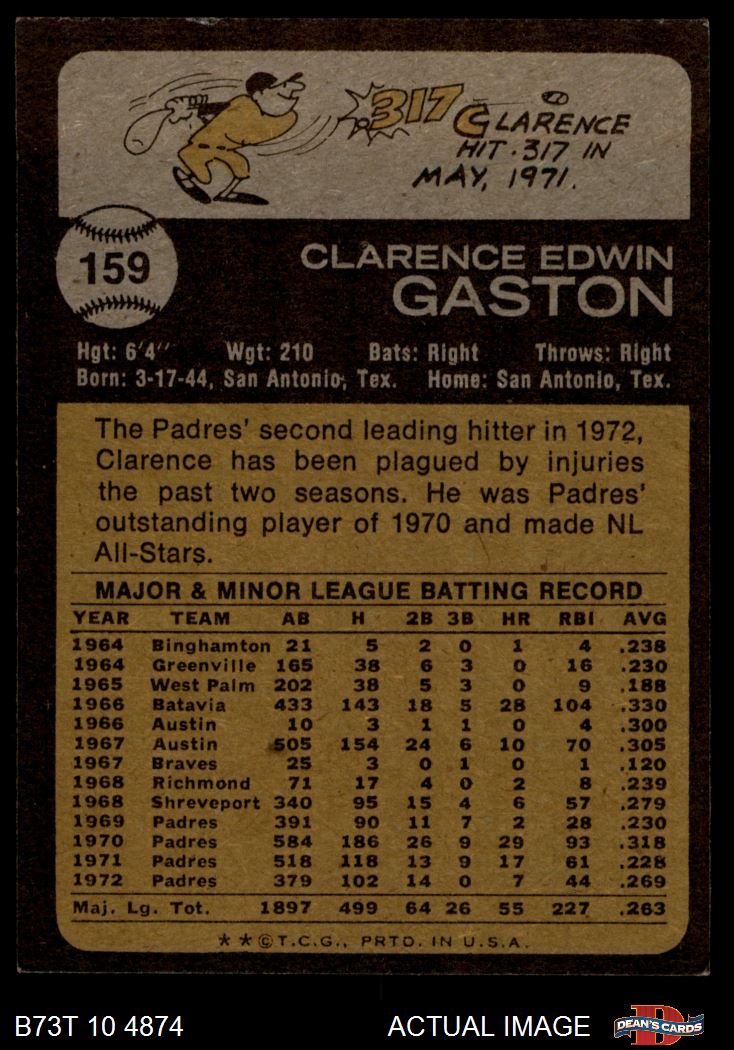 .317 CLARENCE
HIT .317 IN
MAY, 1971.
159
CLARENCE EDWIN
GASTON
Hgt: 6'4" Wgt: 210 Bats: Right Throws: Right
Born: 3-17-44, San Antonio, Tex. Home: San Antonio, Tex.
The Padres' second leading hitter in 1972,
Clarence has been plagued by injuries
the past two seasons. He was Padres'
outstanding player of 1970 and made NL
All-Stars.
MAJOR & MINOR LEAGUE BATTING RECORD
YEAR TEAM AB H 2B 3B HR RBI AVG
1964 Binghamton 21 5 2 0 1 4 .238
1964 Greenville 165 38 6 3 0 16 .230
1965 West Palm 202 38 5 3 0 9 .188
1966 Batavia 433 143 18 5 28 104 .330
1966 Austin 10 3 1 1 0 4 .300
1967 Austin 505 154 24 6 10 70 .305
1967 Braves 25 3 0 1 0 1 .120
1968 Richmond 71 17 4 0 2 8 .239
1968 Shreveport 340 95 15 4 6 57 .279
1969 Padres 391 90 11 7 2 28 .230
1970 Padres 584 186 26 9 29 93 .318
1971 Padres 518 118 13 9 17 61 .228
1972 Padres 379 102 14 0 7 44 .269
Maj. Lg. Tot. 1897 499 64 26 55 227 .263
* * © T.C.G., PRTD. IN U.S.A.
B73T 10 4874 ACTUAL IMAGE DEAN'S CARDS